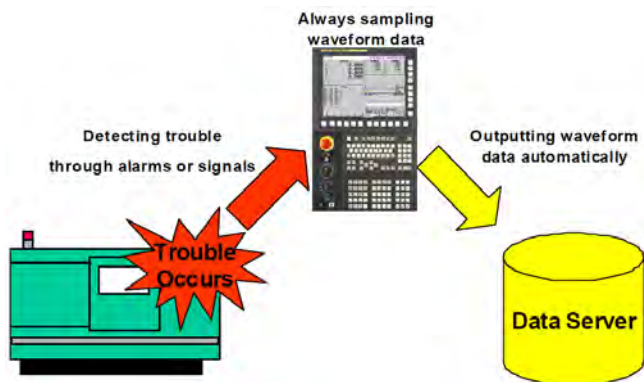 Always sampling
waveform data
Detecting trouble
through alarms or signals
Outputting waveform
data automatically
Trouble
Occurs
Data Server